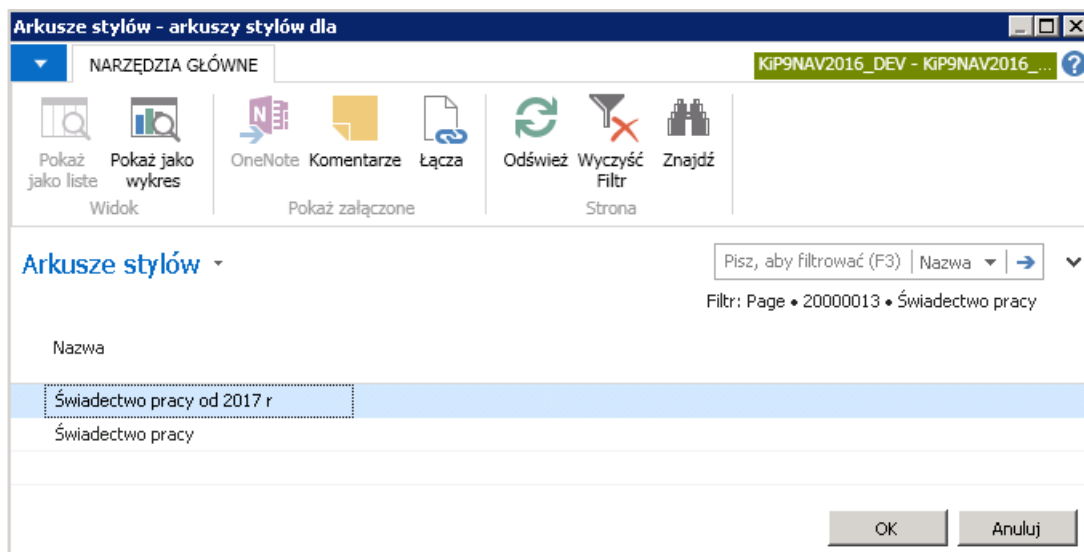 Arkusze stylów - arkuszy stylów dla
NARZĘDZIA GŁÓWNE
KiP9NAV2016_DEV - KiP9NAV2016_...
Pokaż jako liste
Pokaż jako wykres
OneNote
Komentarze
Łącza
Odśwież
Wyczyść Filtr
Znajdź
Widok
Pokaż załączone
Strona
Arkusze stylów
Pisz, aby filtrować (F3)
Nazwa
Filtr: Page • 20000013 • Świadectwo pracy
Nazwa
Świadectwo pracy od 2017 r
Świadectwo pracy
OK
Anuluj